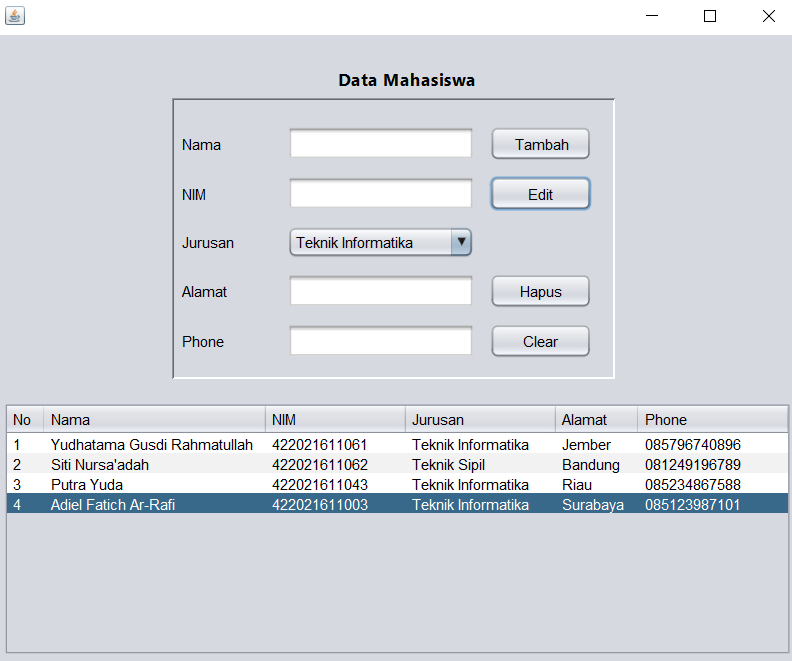 Data Mahasiswa
Nama Tambah
NIM Edit
Jurusan Teknik Informatika
Alamat Hapus
Phone Clear
No Nama NIM Jurusan Alamat Phone
1 Yudhatama Gusdi Rahmatullah 422021611061 Teknik Informatika Jember 085796740896
2 Siti Nursa'adah 422021611062 Teknik Sipil Bandung 081249196789
3 Putra Yuda 422021611043 Teknik Informatika Riau 085234867588
4 Adiel Fatich Ar-Rafi 422021611003 Teknik Informatika Surabaya 085123987101